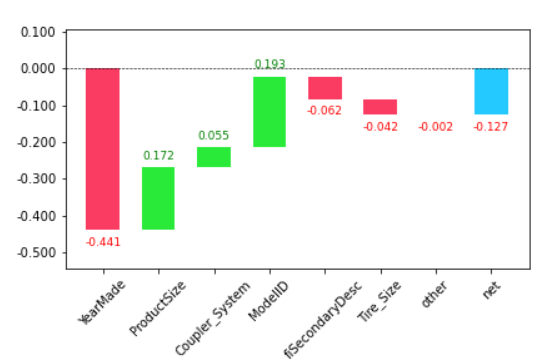 0.100
0.000
-0.100
-0.200
-0.300
-0.400
-0.500
-0.441
0.172
0.055
0.193
-0.062
-0.042
-0.002
-0.127
YearMade
ProductSize
Coupler_System
ModelID
fiSecondaryDesc
Tire_Size
other
net